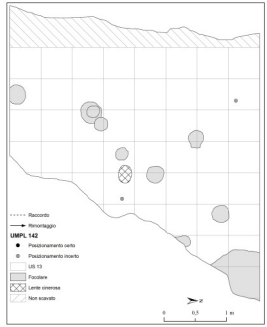 Raccordo
Rimontaggio
UMPL 142
Posizionamento certo
Posizionamento incerto
US 13
Focolare
Lente cinerosa
Non scavato
N
0 0,5 1 m